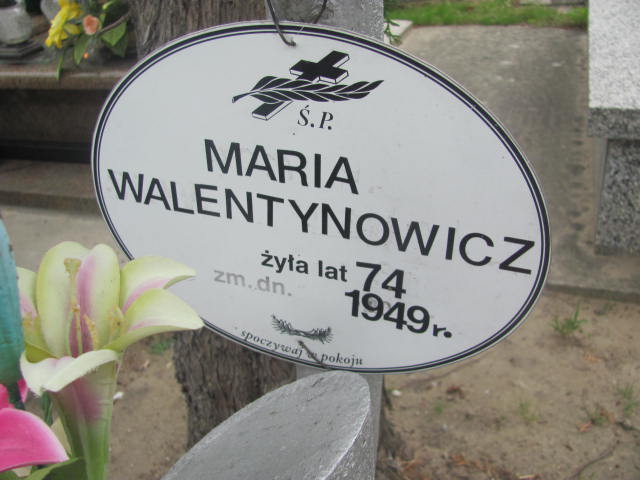 Ś.P.
MARIA
WALENTYNOWICZ
żyła lat 74
zm. dn. 1949 r.
spoczywaj w pokoju